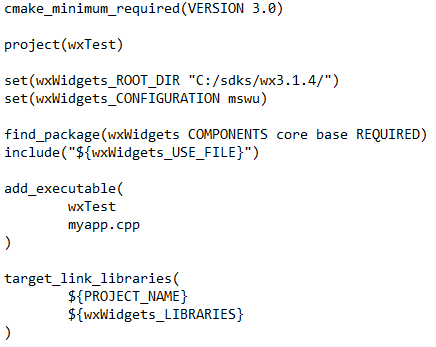 cmake_minimum_required(VERSION 3.0)
project(wxTest)
set(wxWidgets_ROOT_DIR "C:/sdks/wx3.1.4/")
set(wxWidgets_CONFIGURATION mswu)
find_package(wxWidgets COMPONENTS core base REQUIRED)
include("${wxWidgets_USE_FILE}")
add_executable(
wxTest
myapp.cpp
)
target_link_libraries(
${PROJECT_NAME}
${wxWidgets_LIBRARIES}
)